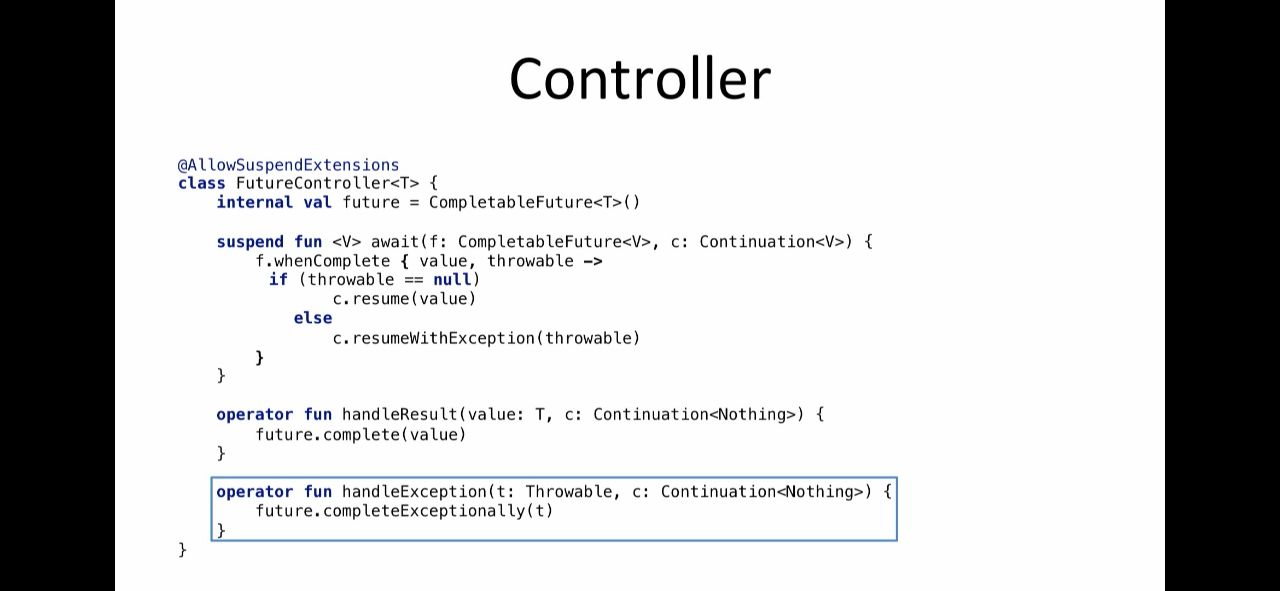 Controller
@AllowSuspendExtensions
class FutureController<T> {
    internal val future = CompletableFuture<T>()
    suspend fun <V> await(f: CompletableFuture<V>, c: Continuation<V>) {
        f.whenComplete { value, throwable ->
         if (throwable == null)
                c.resume(value)
            else
                c.resumeWithException(throwable)
        }
    }
    operator fun handleResult(value: T, c: Continuation<Nothing>) {
        future.complete(value)
    }
    operator fun handleException(t: Throwable, c: Continuation<Nothing>) {
        future.completeExceptionally(t)
    }
}